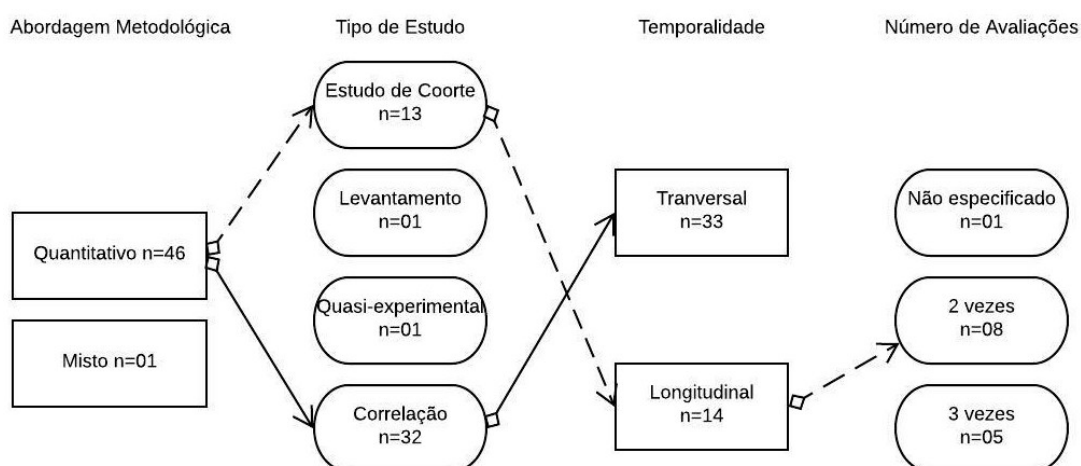 Abordagem Metodológica
Tipo de Estudo
Temporalidade
Número de Avaliações
Quantitativo n=46
Misto n=01
Estudo de Coorte
n=13
Levantamento
n=01
Quasi-experimental
n=01
Correlação
n=32
Tranversal
n=33
Longitudinal
n=14
Não especificado
n=01
2 vezes
n=08
3 vezes
n=05